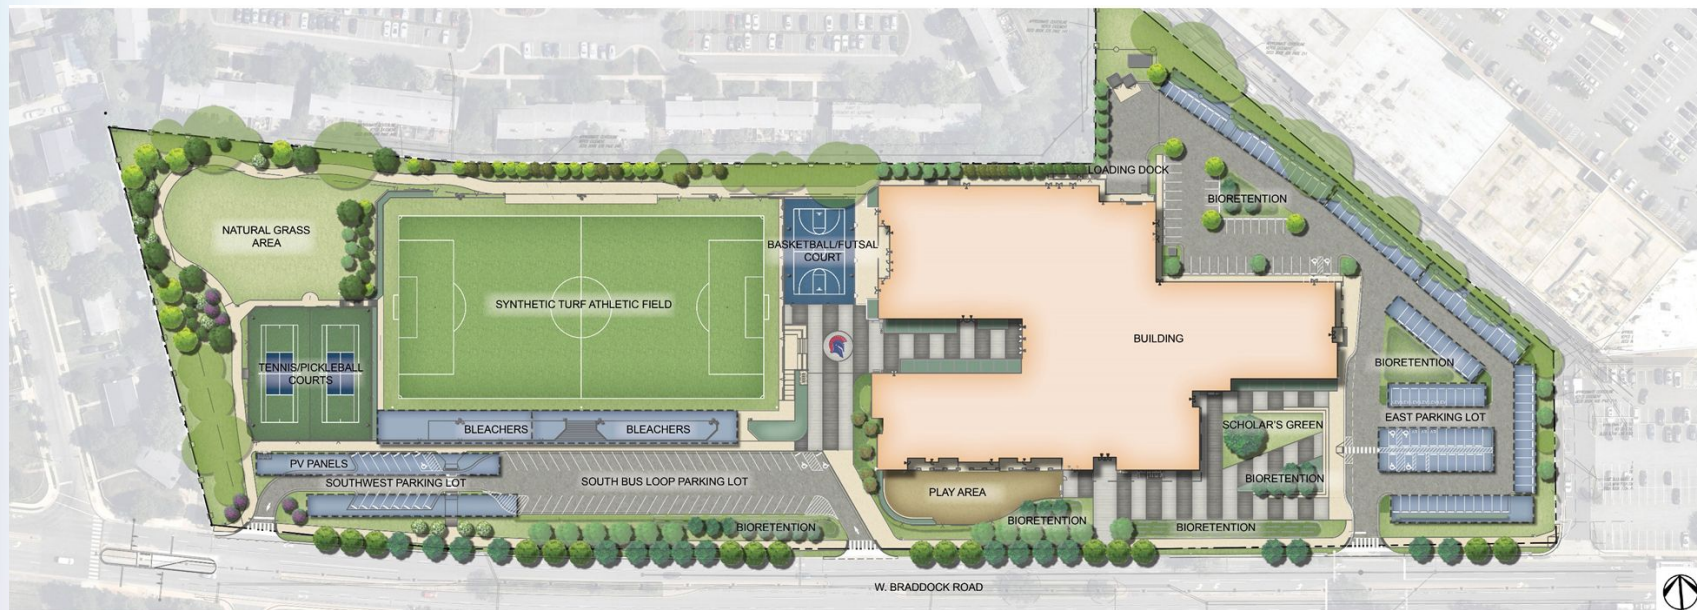 LOADING DOCK
BIORETENTION
NATURAL GRASS
AREA
BASKETBALL/FUTSAL
COURT
SYNTHETIC TURF ATHLETIC FIELD
BUILDING
TENNIS/PICKLEBALL
COURTS
BIORETENTION
EAST PARKING LOT
BLEACHERS
BLEACHERS
SCHOLAR'S GREEN
PV PANELS
SOUTHWEST PARKING LOT
SOUTH BUS LOOP PARKING LOT
BIORETENTION
PLAY AREA
BIORETENTION
BIORETENTION
BIORETENTION
W. BRADDOCK ROAD